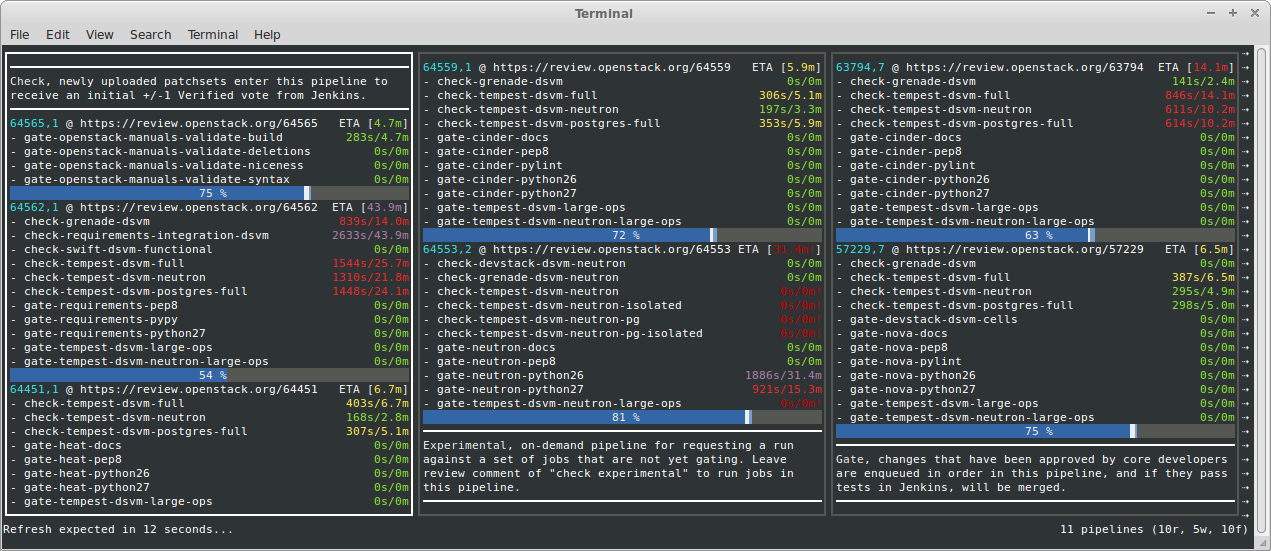 Terminal
File Edit View Search Terminal Help
Check, newly uploaded patchsets enter this pipeline to
receive an initial +/-1 Verified vote from Jenkins.
64565,1 @ https://review.openstack.org/64565 ETA [4.7m]
- gate-openstack-manuals-validate-build 283s/4.7m
- gate-openstack-manuals-validate-deletions 0s/0m
- gate-openstack-manuals-validate-niceness 0s/0m
- gate-openstack-manuals-validate-syntax 0s/0m
75 %
64562,1 @ https://review.openstack.org/64562 ETA [43.9m]
- check-grenade-dsvm 839s/14.0m
- check-requirements-integration-dsvm 2633s/43.9m
- check-swift-dsvm-functional 0s/0m
- check-tempest-dsvm-full 1544s/25.7m
- check-tempest-dsvm-neutron 1310s/21.8m
- check-tempest-dsvm-postgres-full 1448s/24.1m
- gate-requirements-pep8 0s/0m
- gate-requirements-pypy 0s/0m
- gate-requirements-python27 0s/0m
- gate-tempest-dsvm-large-ops 0s/0m
- gate-tempest-dsvm-neutron-large-ops 0s/0m
54 %
64451,1 @ https://review.openstack.org/64451 ETA [6.7m]
- check-tempest-dsvm-full 403s/6.7m
- check-tempest-dsvm-neutron 168s/2.8m
- check-tempest-dsvm-postgres-full 307s/5.1m
- gate-heat-docs 0s/0m
- gate-heat-pep8 0s/0m
- gate-heat-python26 0s/0m
- gate-heat-python27 0s/0m
- gate-tempest-dsvm-large-ops 0s/0m
64559,1 @ https://review.openstack.org/64559 ETA [5.9m]
- check-grenade-dsvm 0s/0m
- check-tempest-dsvm-full 306s/5.1m
- check-tempest-dsvm-neutron 197s/3.3m
- check-tempest-dsvm-postgres-full 353s/5.9m
- gate-cinder-docs 0s/0m
- gate-cinder-pep8 0s/0m
- gate-cinder-pylint 0s/0m
- gate-cinder-python26 0s/0m
- gate-cinder-python27 0s/0m
- gate-tempest-dsvm-large-ops 0s/0m
- gate-tempest-dsvm-neutron-large-ops 0s/0m
72 %
64553,2 @ https://review.openstack.org/64553 ETA [31.4m!]
- check-devstack-dsvm-neutron 0s/0m
- check-grenade-dsvm-neutron 0s/0m
- check-tempest-dsvm-neutron 0s/0m!
- check-tempest-dsvm-neutron-isolated 0s/0m!
- check-tempest-dsvm-neutron-pg 0s/0m!
- check-tempest-dsvm-neutron-pg-isolated 0s/0m!
- gate-neutron-docs 0s/0m
- gate-neutron-pep8 0s/0m
- gate-neutron-python26 1886s/31.4m
- gate-neutron-python27 921s/15.3m
- gate-tempest-dsvm-neutron-large-ops 0s/0m!
81 %
Experimental, on-demand pipeline for requesting a run
against a set of jobs that are not yet gating. Leave
review comment of "check experimental" to run jobs in
this pipeline.
63794,7 @ https://review.openstack.org/63794 ETA [14.1m]
- check-grenade-dsvm 141s/2.4m
- check-tempest-dsvm-full 846s/14.1m
- check-tempest-dsvm-neutron 611s/10.2m
- check-tempest-dsvm-postgres-full 614s/10.2m
- gate-cinder-docs 0s/0m
- gate-cinder-pep8 0s/0m
- gate-cinder-pylint 0s/0m
- gate-cinder-python26 0s/0m
- gate-cinder-python27 0s/0m
- gate-tempest-dsvm-large-ops 0s/0m
- gate-tempest-dsvm-neutron-large-ops 0s/0m
63 %
57229,7 @ https://review.openstack.org/57229 ETA [6.5m]
- check-grenade-dsvm 0s/0m
- check-tempest-dsvm-full 387s/6.5m
- check-tempest-dsvm-neutron 295s/4.9m
- check-tempest-dsvm-postgres-full 298s/5.0m
- gate-devstack-dsvm-cells 0s/0m
- gate-nova-docs 0s/0m
- gate-nova-pep8 0s/0m
- gate-nova-pylint 0s/0m
- gate-nova-python26 0s/0m
- gate-nova-python27 0s/0m
- gate-tempest-dsvm-large-ops 0s/0m
- gate-tempest-dsvm-neutron-large-ops 0s/0m
75 %
Gate, changes that have been approved by core developers
are enqueued in order in this pipeline, and if they pass
tests in Jenkins, will be merged.
Refresh expected in 12 seconds... 11 pipelines (10r, 5w, 10f)